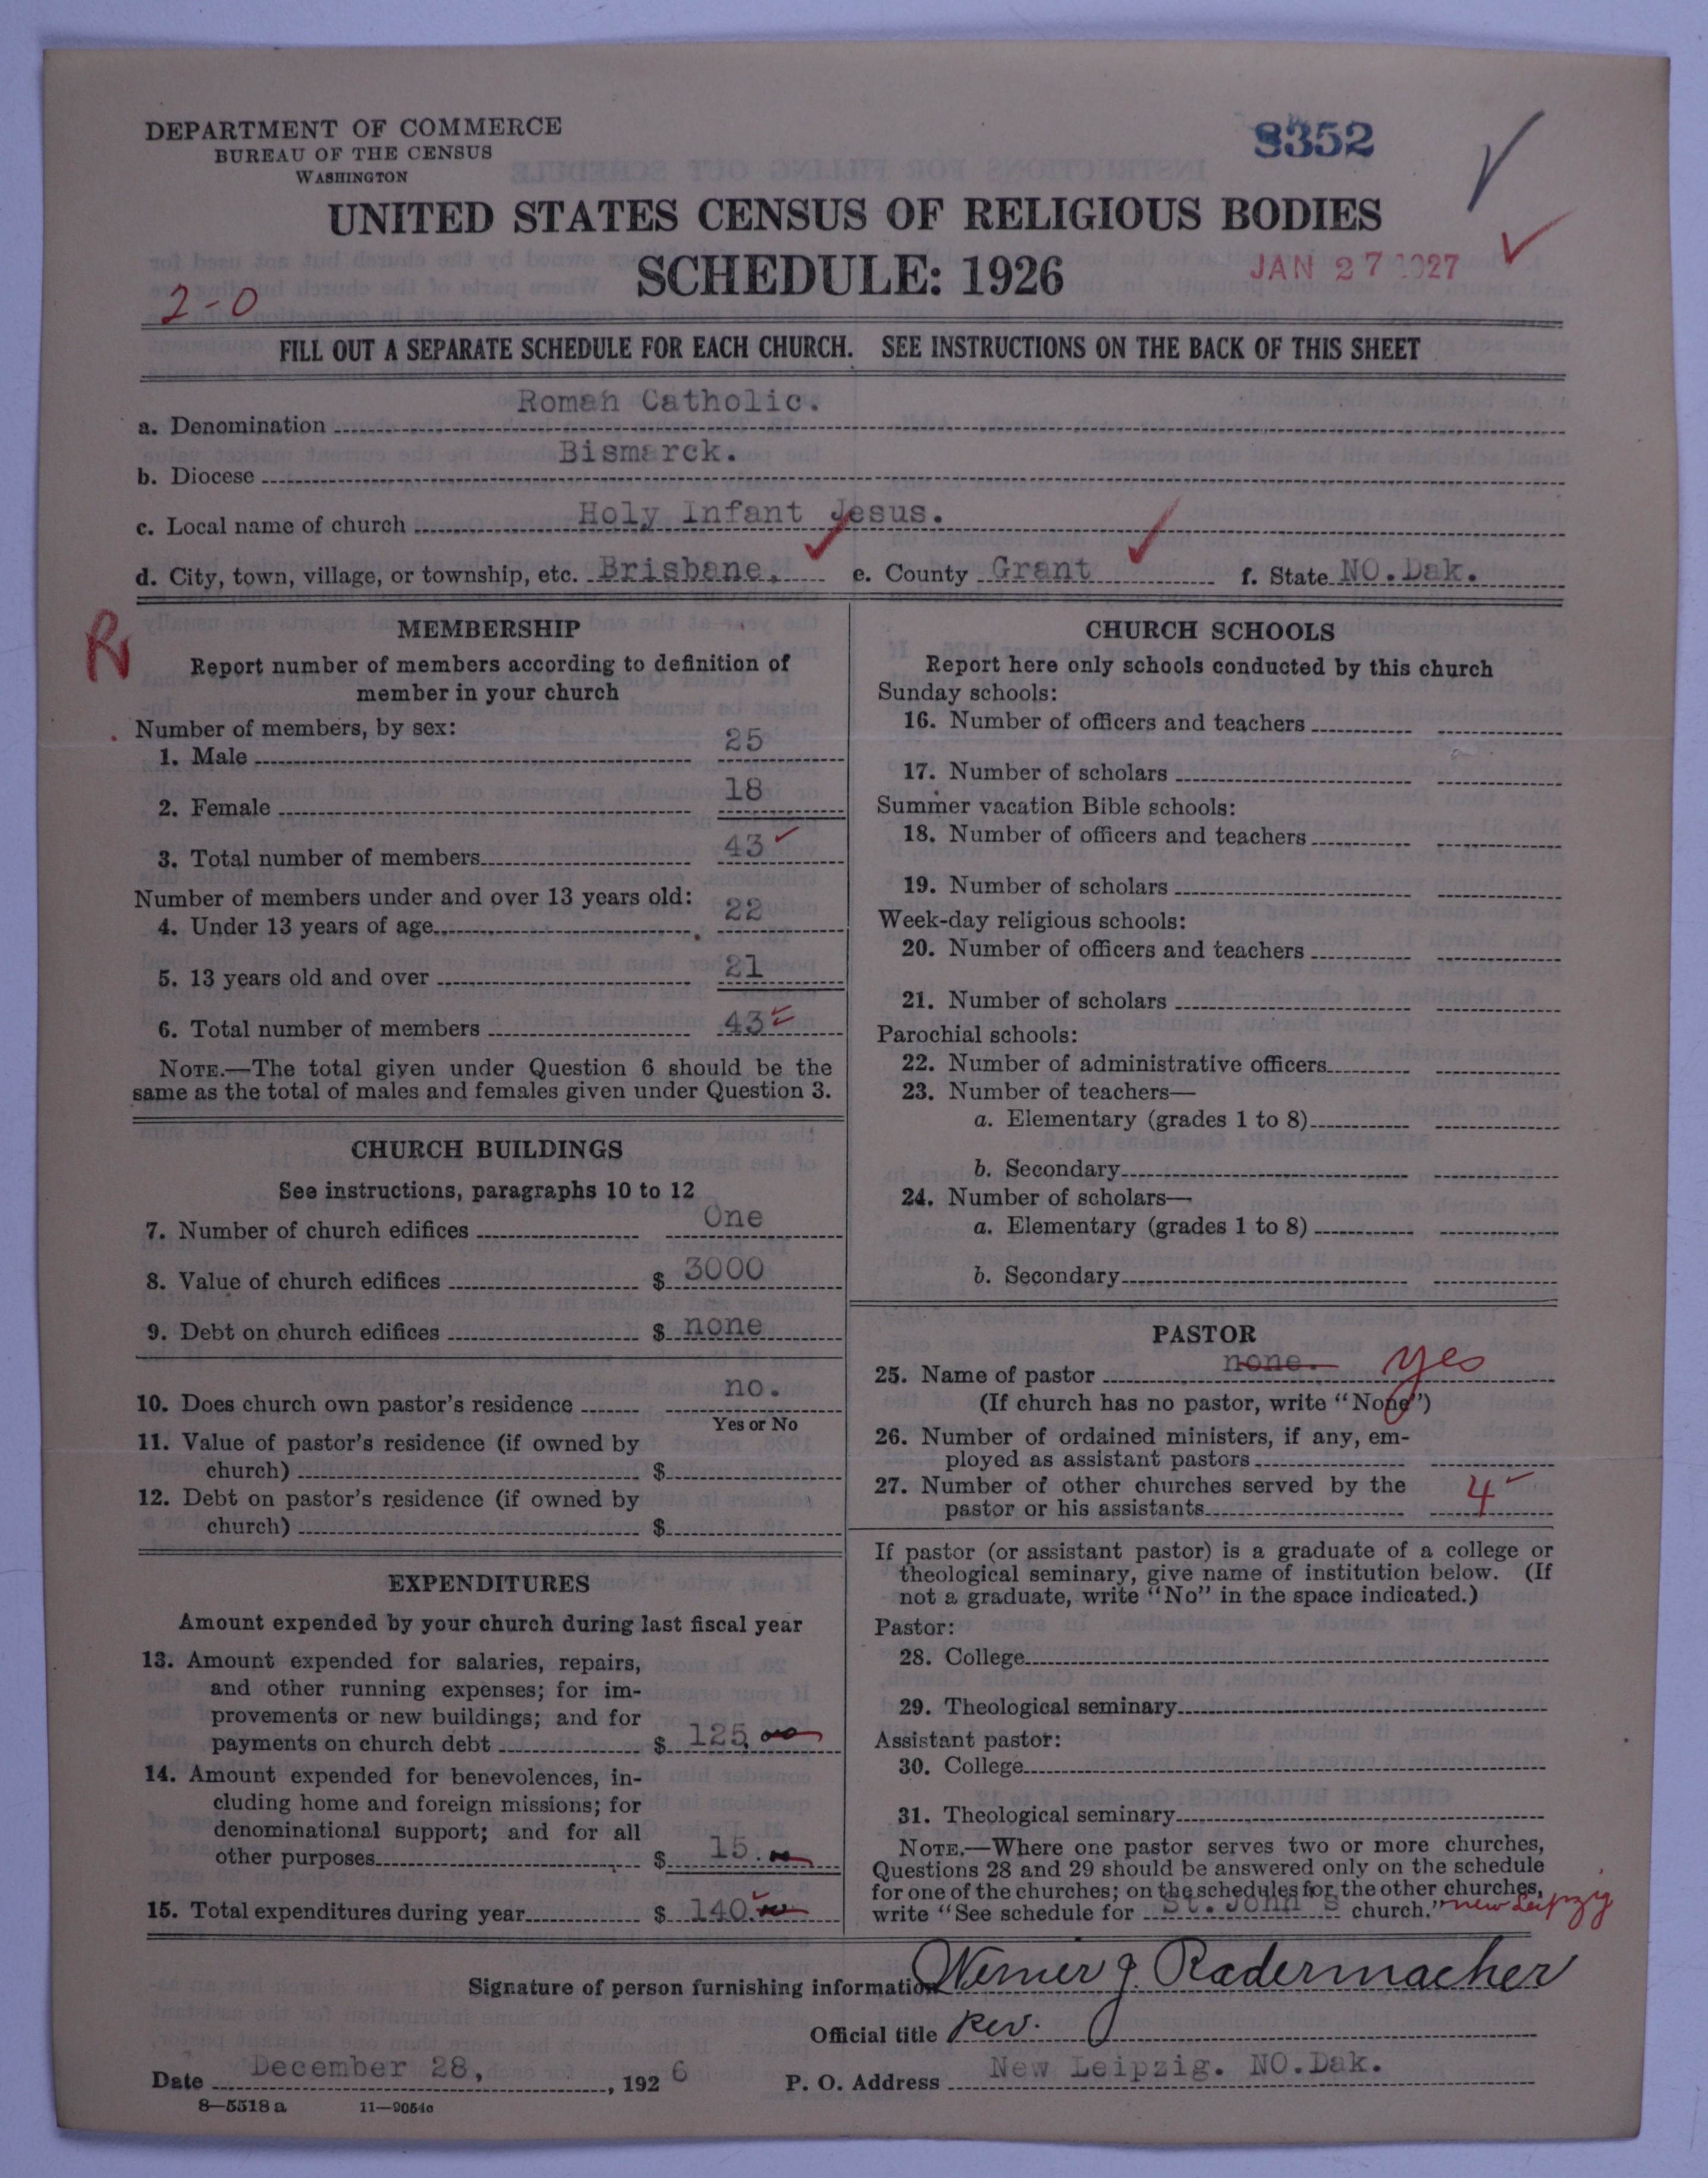 DEPARTMENT OF COMMERCE
BUREAU OF THE CENSUS
WASHINGTON
8352
UNITED STATES CENSUS OF RELIGIOUS BODIES
SCHEDULE: 1926
JAN 27 1927
2-0
FILL OUT A SEPARATE SCHEDULE FOR EACH CHURCH. SEE INSTRUCTIONS ON THE BACK OF THIS SHEET
a. Denomination Roman Catholic.
b. Diocese Bismarck.
c. Local name of church Holy Infant Jesus.
d. City, town, village, or township, etc. Brisbane, e. County Grant f. State NO.Dak.
R
MEMBERSHIP
Report number of members according to definition of
member in your church
Number of members, by sex:
1. Male 25
2. Female 18
3. Total number of members 43
Number of members under and over 13 years old:
4. Under 13 years of age 22
5. 13 years old and over 21
6. Total number of members 43
NOTE.—The total given under Question 6 should be the
same as the total of males and females given under Question 3.
CHURCH BUILDINGS
See instructions, paragraphs 10 to 12
7. Number of church edifices One
8. Value of church edifices $ 3000
9. Debt on church edifices $ none
10. Does church own pastor's residence no.
Yes or No
11. Value of pastor's residence (if owned by
church) $
12. Debt on pastor's residence (if owned by
church) $
EXPENDITURES
Amount expended by your church during last fiscal year
13. Amount expended for salaries, repairs,
and other running expenses; for im-
provements or new buildings; and for
payments on church debt $ 125.00
14. Amount expended for benevolences, in-
cluding home and foreign missions; for
denominational support; and for all
other purposes $ 15.00
15. Total expenditures during year $ 140.00
CHURCH SCHOOLS
Report here only schools conducted by this church
Sunday schools:
16. Number of officers and teachers
17. Number of scholars
Summer vacation Bible schools:
18. Number of officers and teachers
19. Number of scholars
Week-day religious schools:
20. Number of officers and teachers
21. Number of scholars
Parochial schools:
22. Number of administrative officers
23. Number of teachers—
a. Elementary (grades 1 to 8)
b. Secondary
24. Number of scholars—
a. Elementary (grades 1 to 8)
b. Secondary
PASTOR
25. Name of pastor none. yes
(If church has no pastor, write "None")
26. Number of ordained ministers, if any, em-
ployed as assistant pastors
27. Number of other churches served by the
pastor or his assistants 4
If pastor (or assistant pastor) is a graduate of a college or
theological seminary, give name of institution below. (If
not a graduate, write "No" in the space indicated.)
Pastor:
28. College
29. Theological seminary
Assistant pastor:
30. College
31. Theological seminary
NOTE.—Where one pastor serves two or more churches,
Questions 28 and 29 should be answered only on the schedule
for one of the churches; on the schedules for the other churches,
write "See schedule for St. John's church." new Leipzig
Signature of person furnishing information Werner J. Radermacher
Official title Rev.
Date December 28, 1926 P. O. Address New Leipzig. NO.Dak.
8—5518a 11—9051c